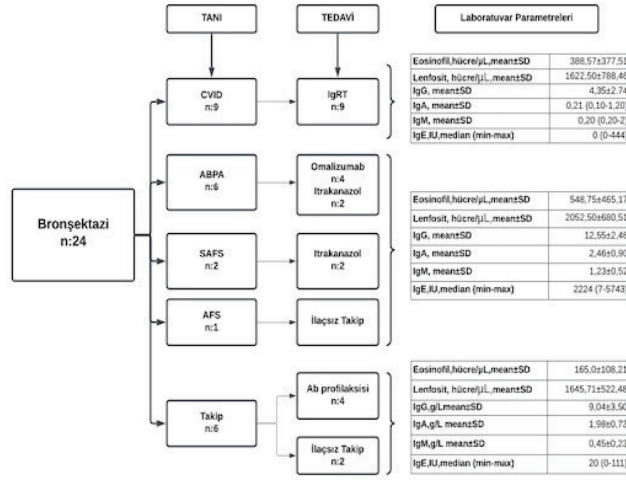 TANI
TEDAVİ
Laboratuvar Parametreleri
Bronşektazi
n:24
CVID
n:9
IgRT
n:9
Eosinofil,hücre/µL,mean±SD 388,57±377,51
Lenfosit, hücre/µL, mean±SD 1622,50±788,46
IgG, mean±SD 4,35±2.74
IgA, mean±SD 0,21 (0,10-1,20)
IgM, mean±SD 0,20 (0,20-2)
IgE,IU,median (min-max) 0 (0-444)
ABPA
n:6
Omalizumab
n:4
Itrakanazol
n:2
SAFS
n:2
Itrakanazol
n:2
AFS
n:1
İlaçsız Takip
Eosinofil,hücre/µL,mean±SD 548,75±465,17
Lenfosit, hücre/µL, mean±SD 2052,50±680,51
IgG, mean±SD 12,55±2,46
IgA, mean±SD 2,46±0,90
IgM, mean±SD 1,23±0,52
IgE,IU,median (min-max) 2224 (7-5743)
Takip
n:6
Ab profilaksisi
n:4
İlaçsız Takip
n:2
Eosinofil,hücre/µL,mean±SD 165,0±108,21
Lenfosit, hücre/µL,mean±SD 1645,71±522,48
IgG,g/Lmean±SD 9,04±3,50
IgA,g/L mean±SD 1,98±0,73
IgM,g/L mean±SD 0,45±0,23
IgE,IU,median (min-max) 20 (0-111)